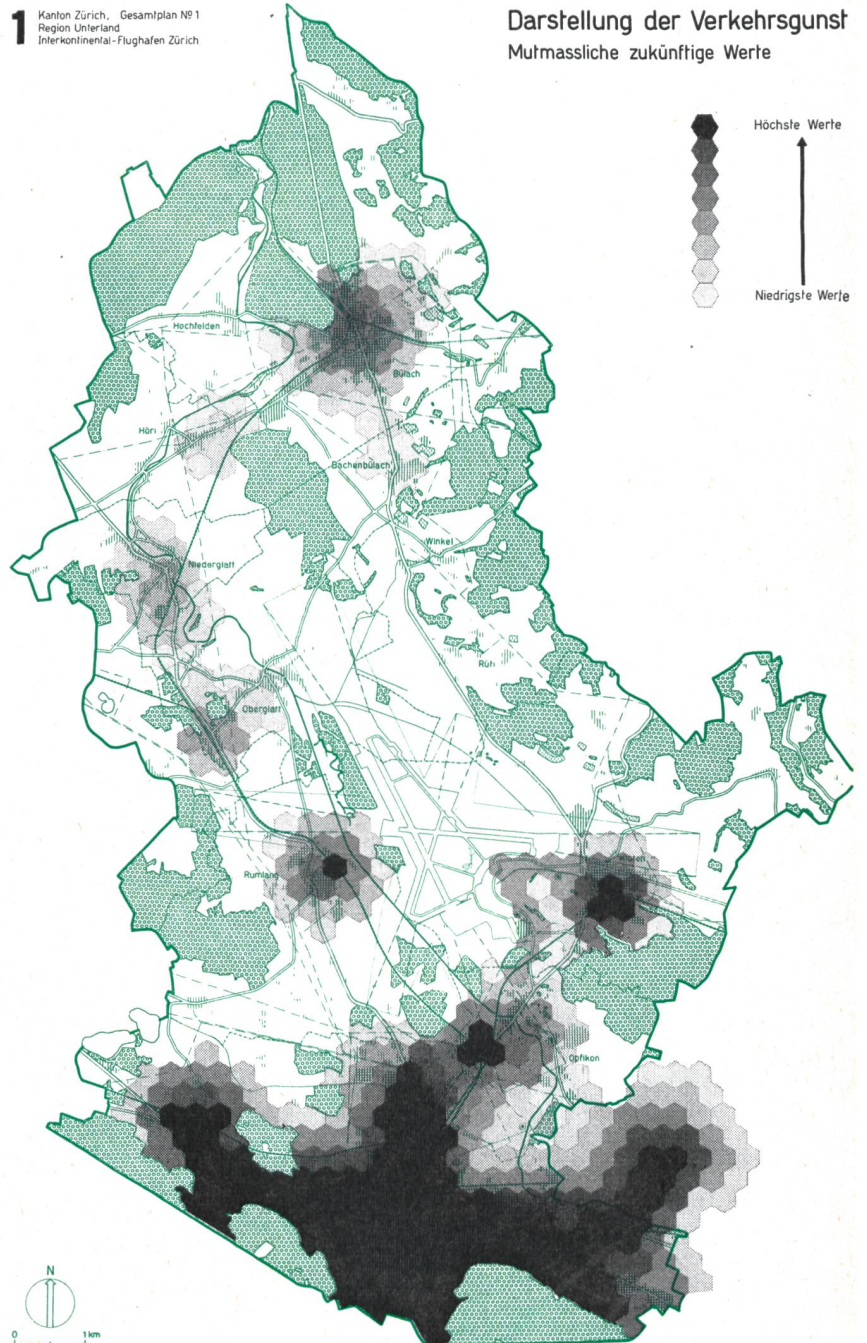 1
Kanton Zürich, Gesamtplan Nº 1
Region Unterland
Interkontinental-Flughafen Zürich
Darstellung der Verkehrsgunst
Mutmassliche zukünftige Werte
Höchste Werte
Niedrigste Werte
Hochfelden
Bülach
Höri
Bachenbülach
Winkel
Niederglatt
Rüti
Oberglatt
Rümlang
Opfikon
N
0 1 km